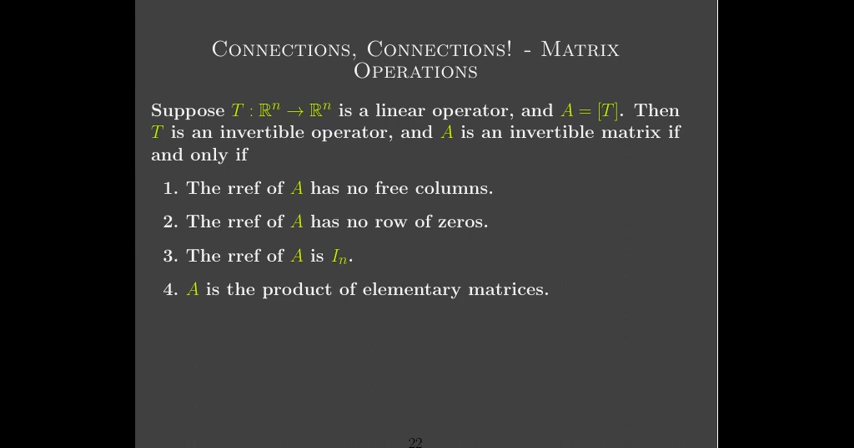 Connections, Connections! - Matrix
Operations
Suppose T : ℝⁿ → ℝⁿ is a linear operator, and A = [T]. Then
T is an invertible operator, and A is an invertible matrix if
and only if
1. The rref of A has no free columns.
2. The rref of A has no row of zeros.
3. The rref of A is Iₙ.
4. A is the product of elementary matrices.
22